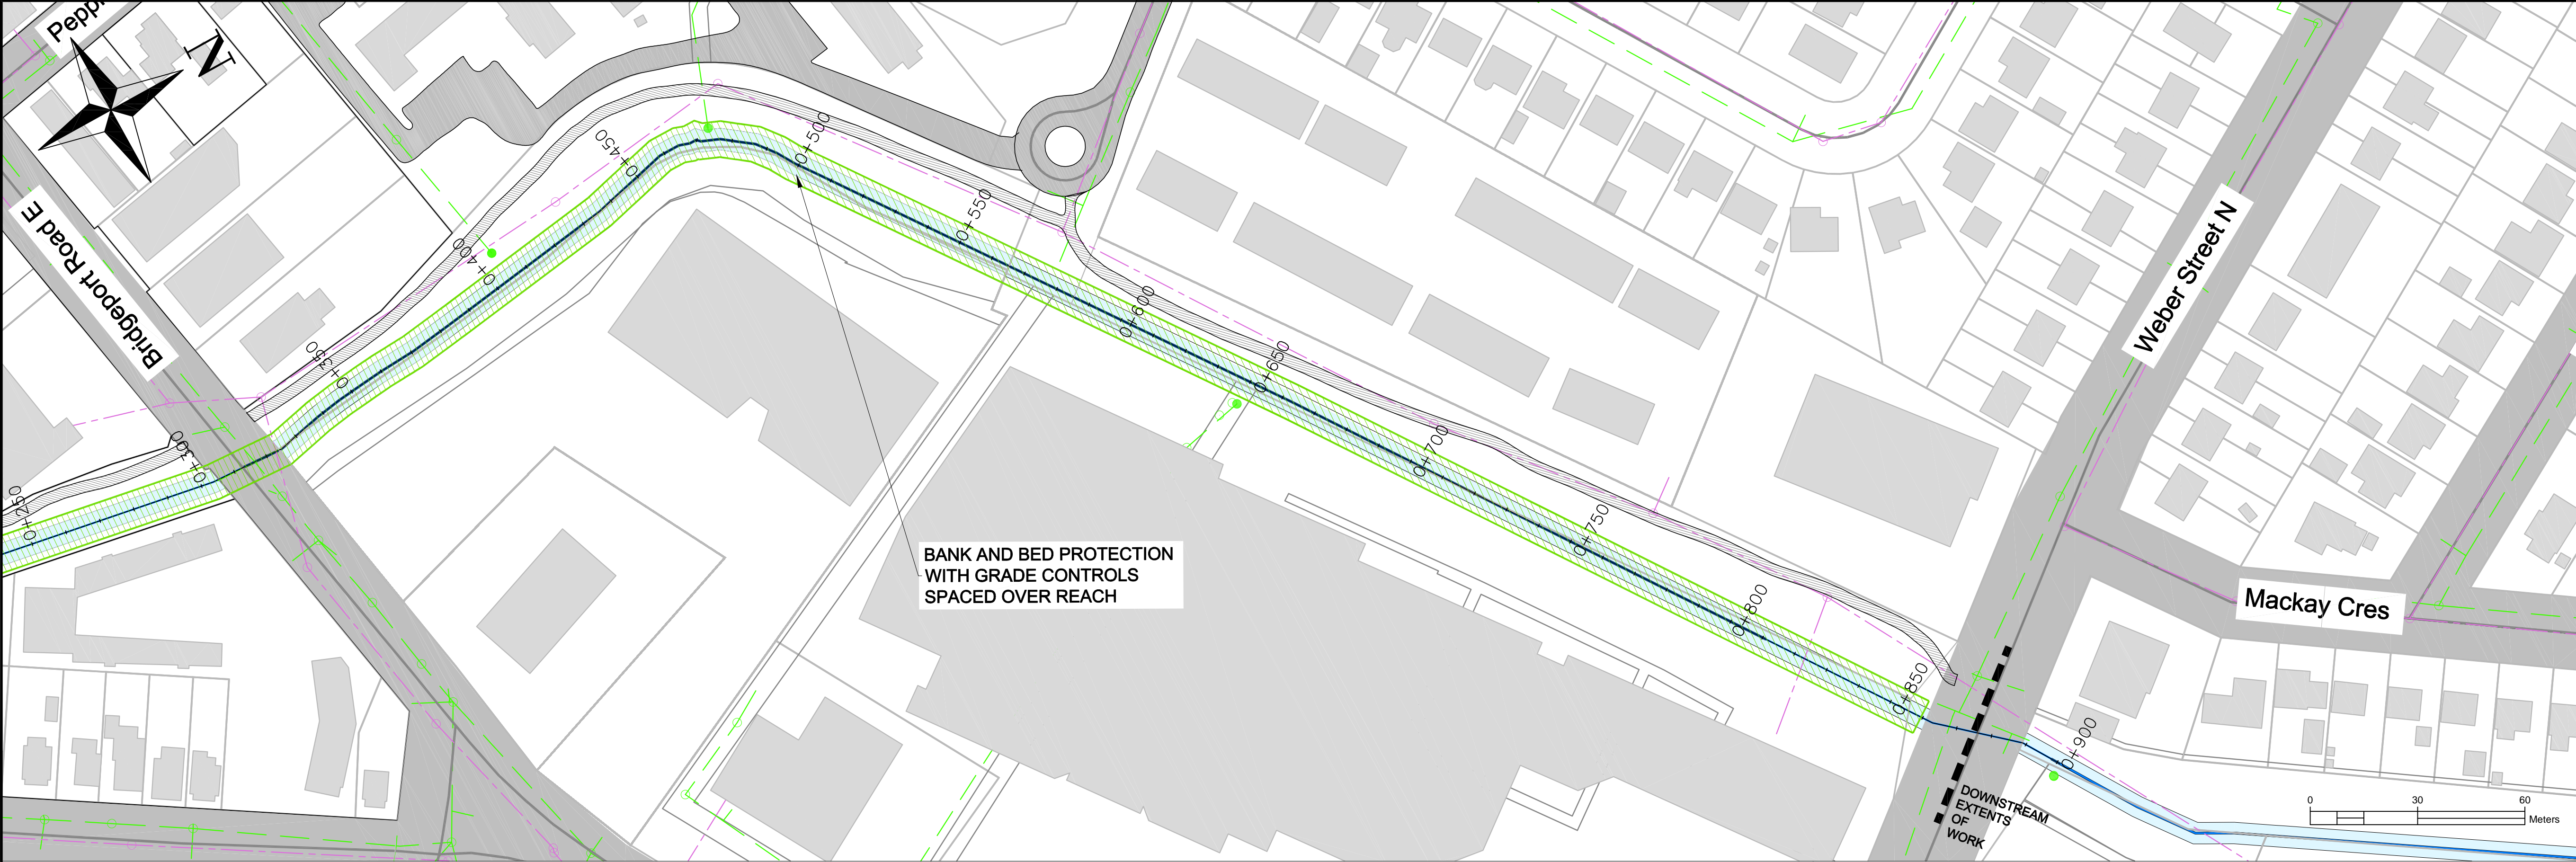 Peppl
N
Bridgeport Road E
0+250
0+300
0+350
0+400
0+450
0+500
0+550
0+600
0+650
0+700
0+750
0+800
0+850
0+900
Weber Street N
Mackay Cres
BANK AND BED PROTECTION
WITH GRADE CONTROLS
SPACED OVER REACH
DOWNSTREAM
EXTENTS
OF
WORK
0 30 60
Meters